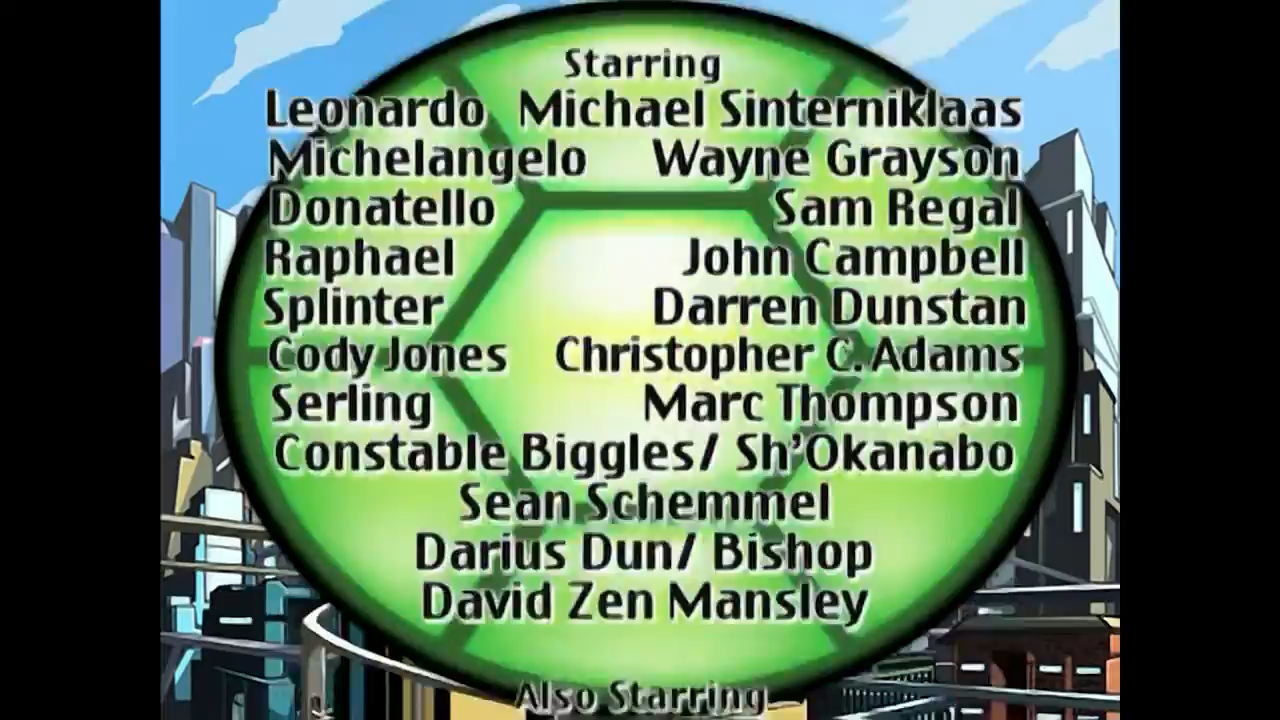 Starring
Leonardo Michael Sinterniklaas
Michelangelo Wayne Grayson
Donatello Sam Regal
Raphael John Campbell
Splinter Darren Dunstan
Cody Jones Christopher C. Adams
Serling Marc Thompson
Constable Biggles/ Sh'Okanabo
Sean Schemmel
Darius Dun/ Bishop
David Zen Mansley
Also Starring